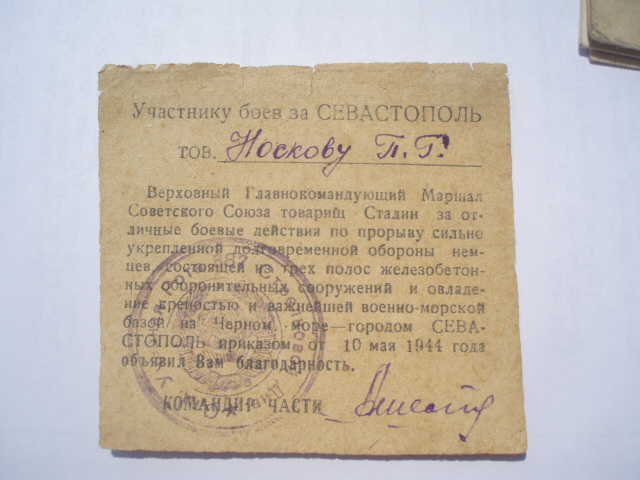 Участнику боев за СЕВАСТОПОЛЬ
тов. Носкову П. Г.
Верховный Главнокомандующий Маршал
Советского Союза товарищ Сталин за от-
личные боевые действия по прорыву сильно
укрепленной долговременной обороны нем-
цев, состоящей из трех полос железобетон-
ных оборонительных сооружений и овладе-
ние крепостью и важнейшей военно-морской
базой на Черном море—городом СЕВА-
СТОПОЛЬ приказом от 10 мая 1944 года
объявил Вам благодарность.
КОМАНДИР ЧАСТИ